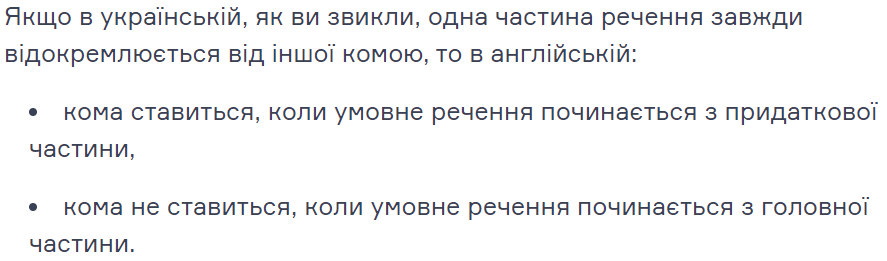 Якщо в українській, як ви звикли, одна частина речення завжди
відокремлюється від іншої комою, то в англійській:
• кома ставиться, коли умовне речення починається з придаткової
частини,
• кома не ставиться, коли умовне речення починається з головної
частини.